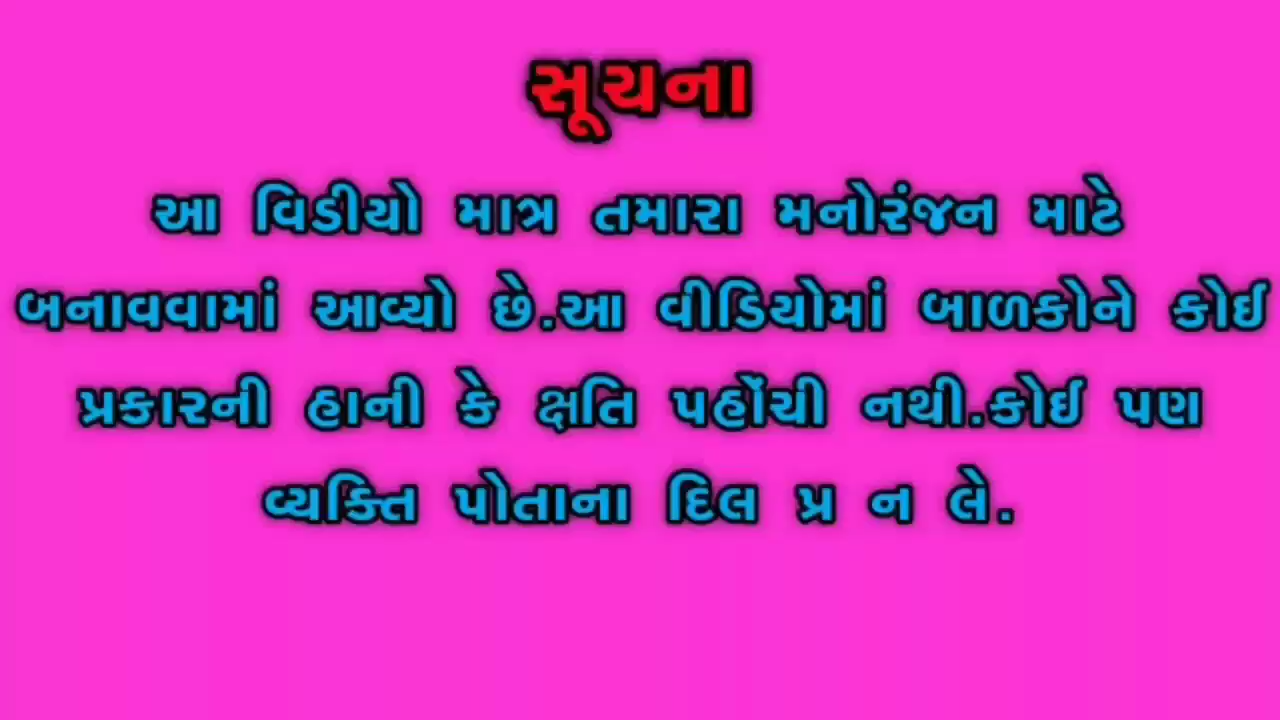 સૂચના
આ વિડીયો માત્ર તમારા મનોરંજન માટે
બનાવવામાં આવ્યો છે.આ વીડિયોમાં બાળકોને કોઈ
પ્રકારની હાની કે ક્ષતિ પહોંચી નથી.કોઈ પણ
વ્યક્તિ પોતાના દિલ પ્ર ન લે.